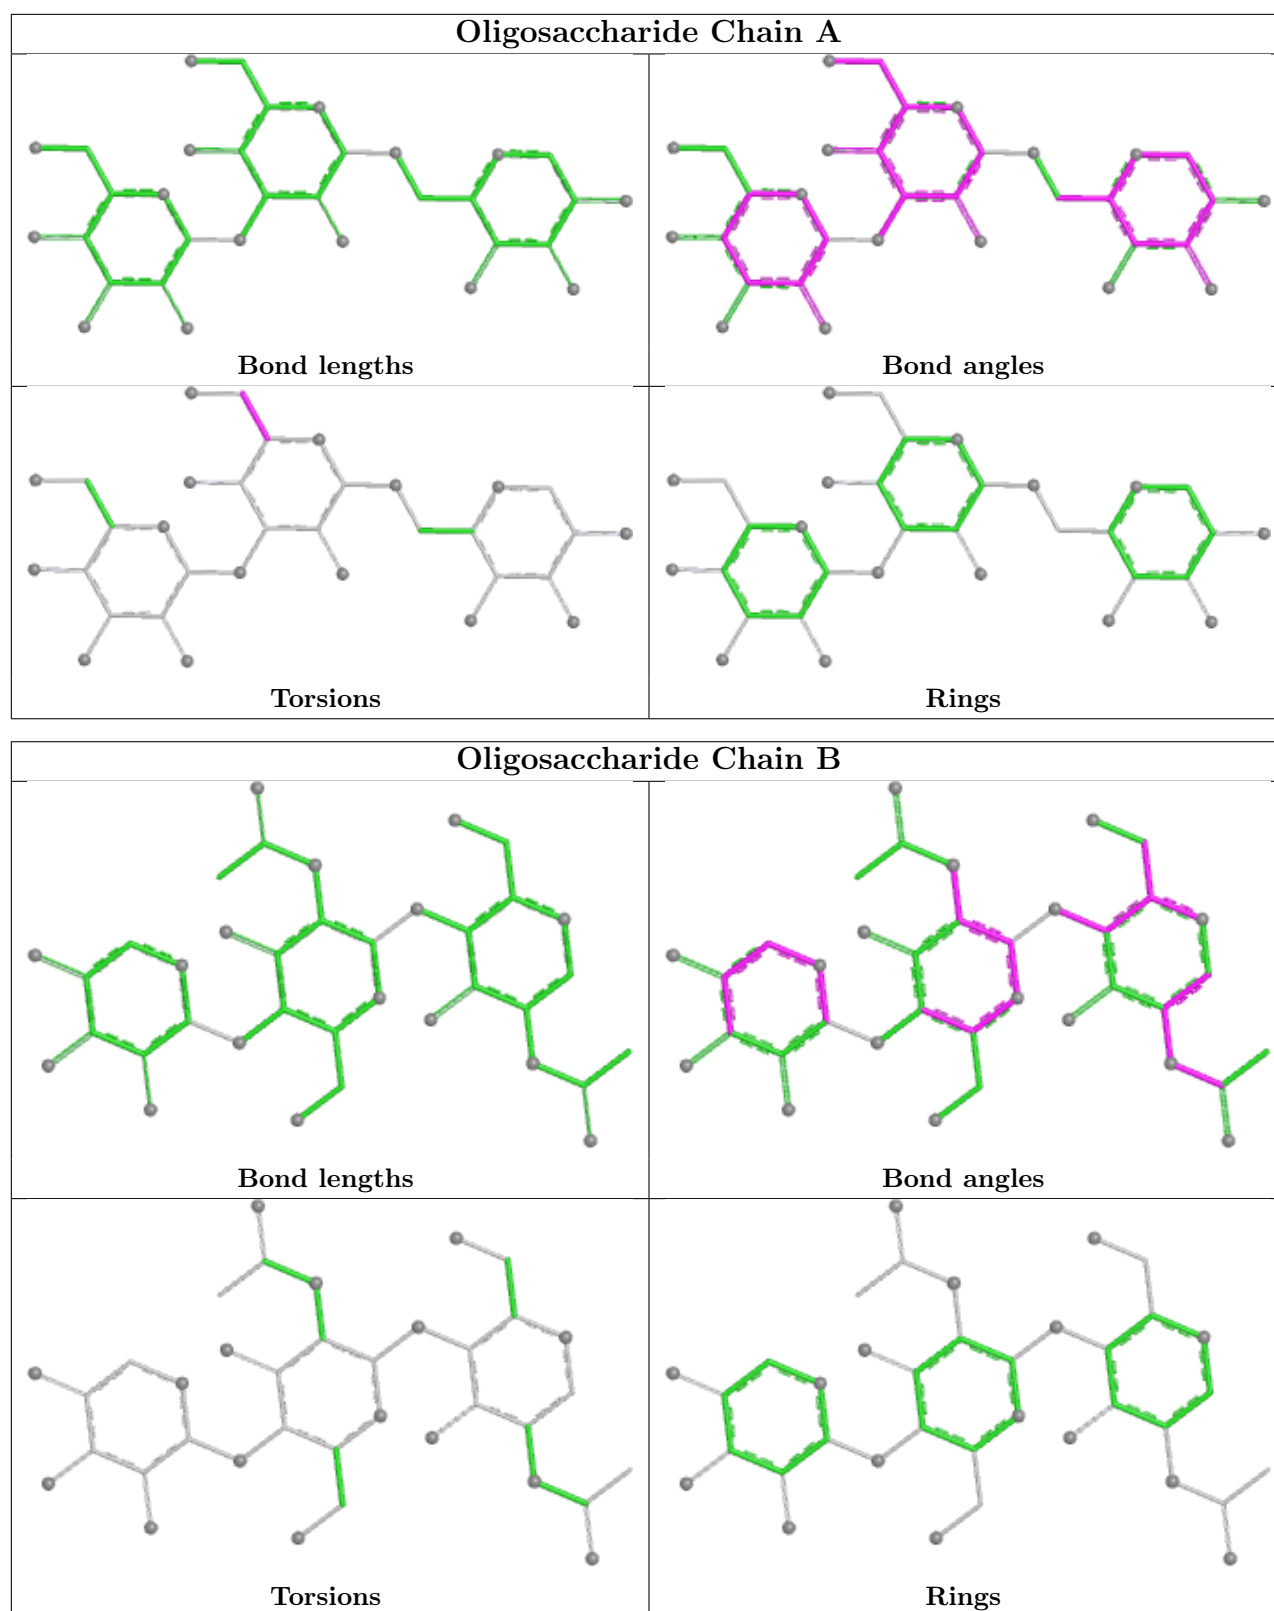 Oligosaccharide Chain A
Bond lengths
Bond angles
Torsions
Rings
Oligosaccharide Chain B
Bond lengths
Bond angles
Torsions
Rings